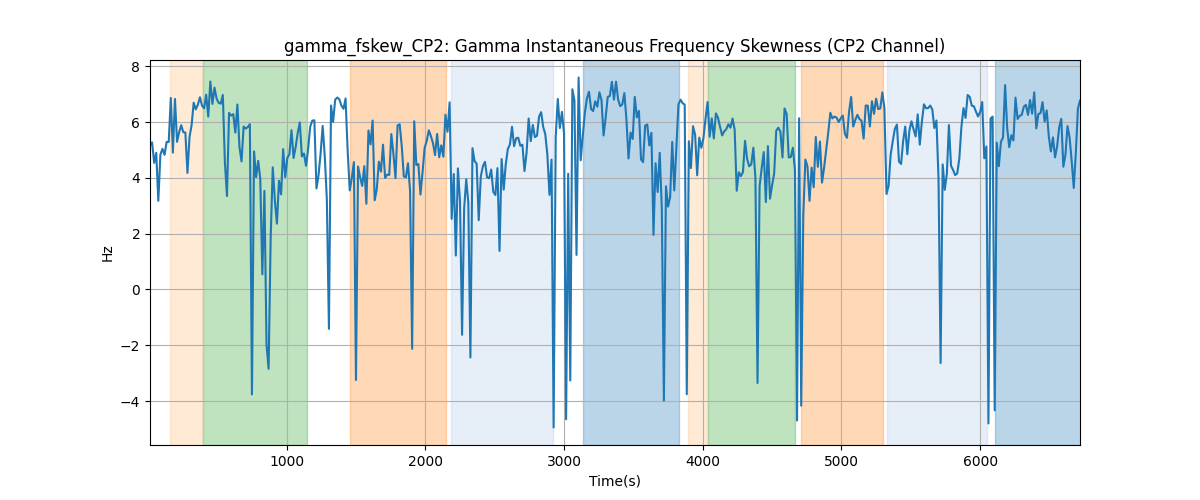 gamma_fskew_CP2: Gamma Instantaneous Frequency Skewness (CP2 Channel)
8
6
4
2
0
−2
−4
Hz
1000 2000 3000 4000 5000 6000
Time(s)